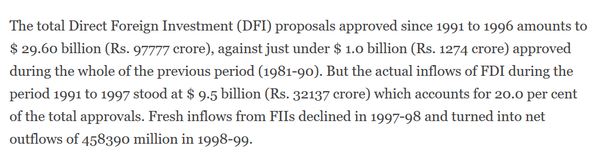 The total Direct Foreign Investment (DFI) proposals approved since 1991 to 1996 amounts to
$ 29.60 billion (Rs. 97777 crore), against just under $ 1.0 billion (Rs. 1274 crore) approved
during the whole of the previous period (1981-90). But the actual inflows of FDI during the
period 1991 to 1997 stood at $ 9.5 billion (Rs. 32137 crore) which accounts for 20.0 per cent
of the total approvals. Fresh inflows from FIIs declined in 1997-98 and turned into net
outflows of 458390 million in 1998-99.